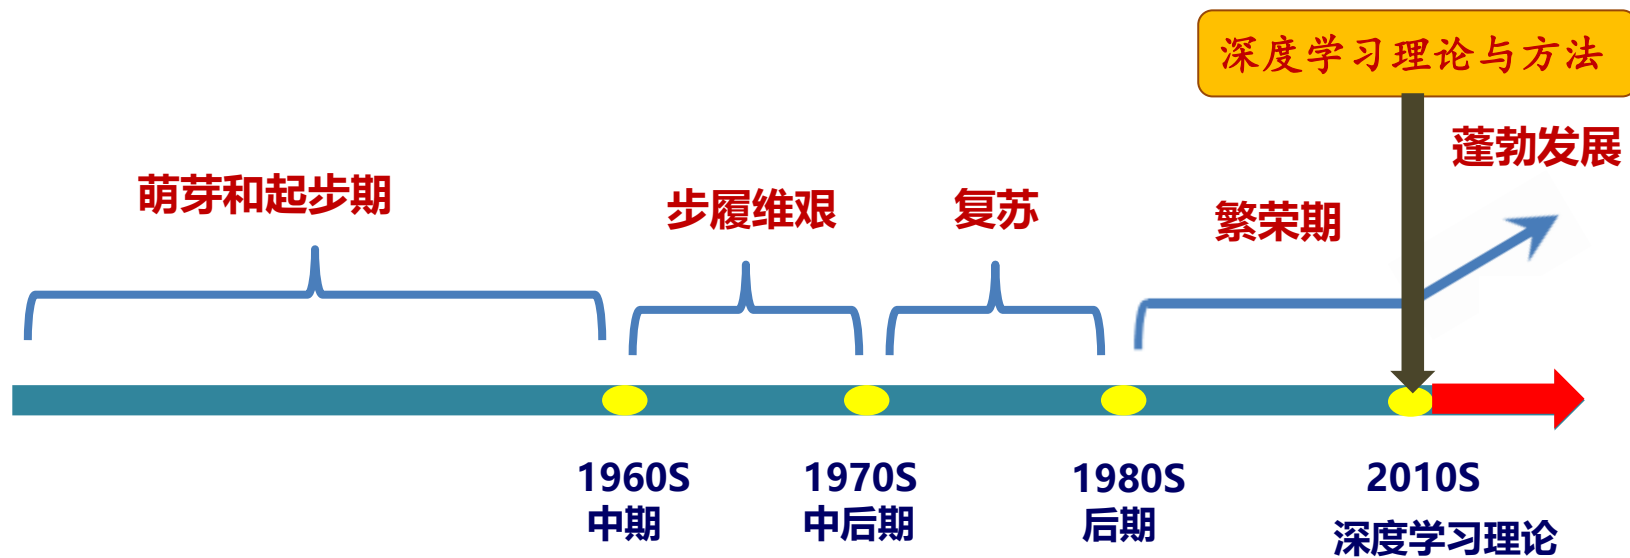 深度学习理论与方法
蓬勃发展
萌芽和起步期
步履维艰
复苏
繁荣期
1960S
中期
1970S
中后期
1980S
后期
2010S
深度学习理论